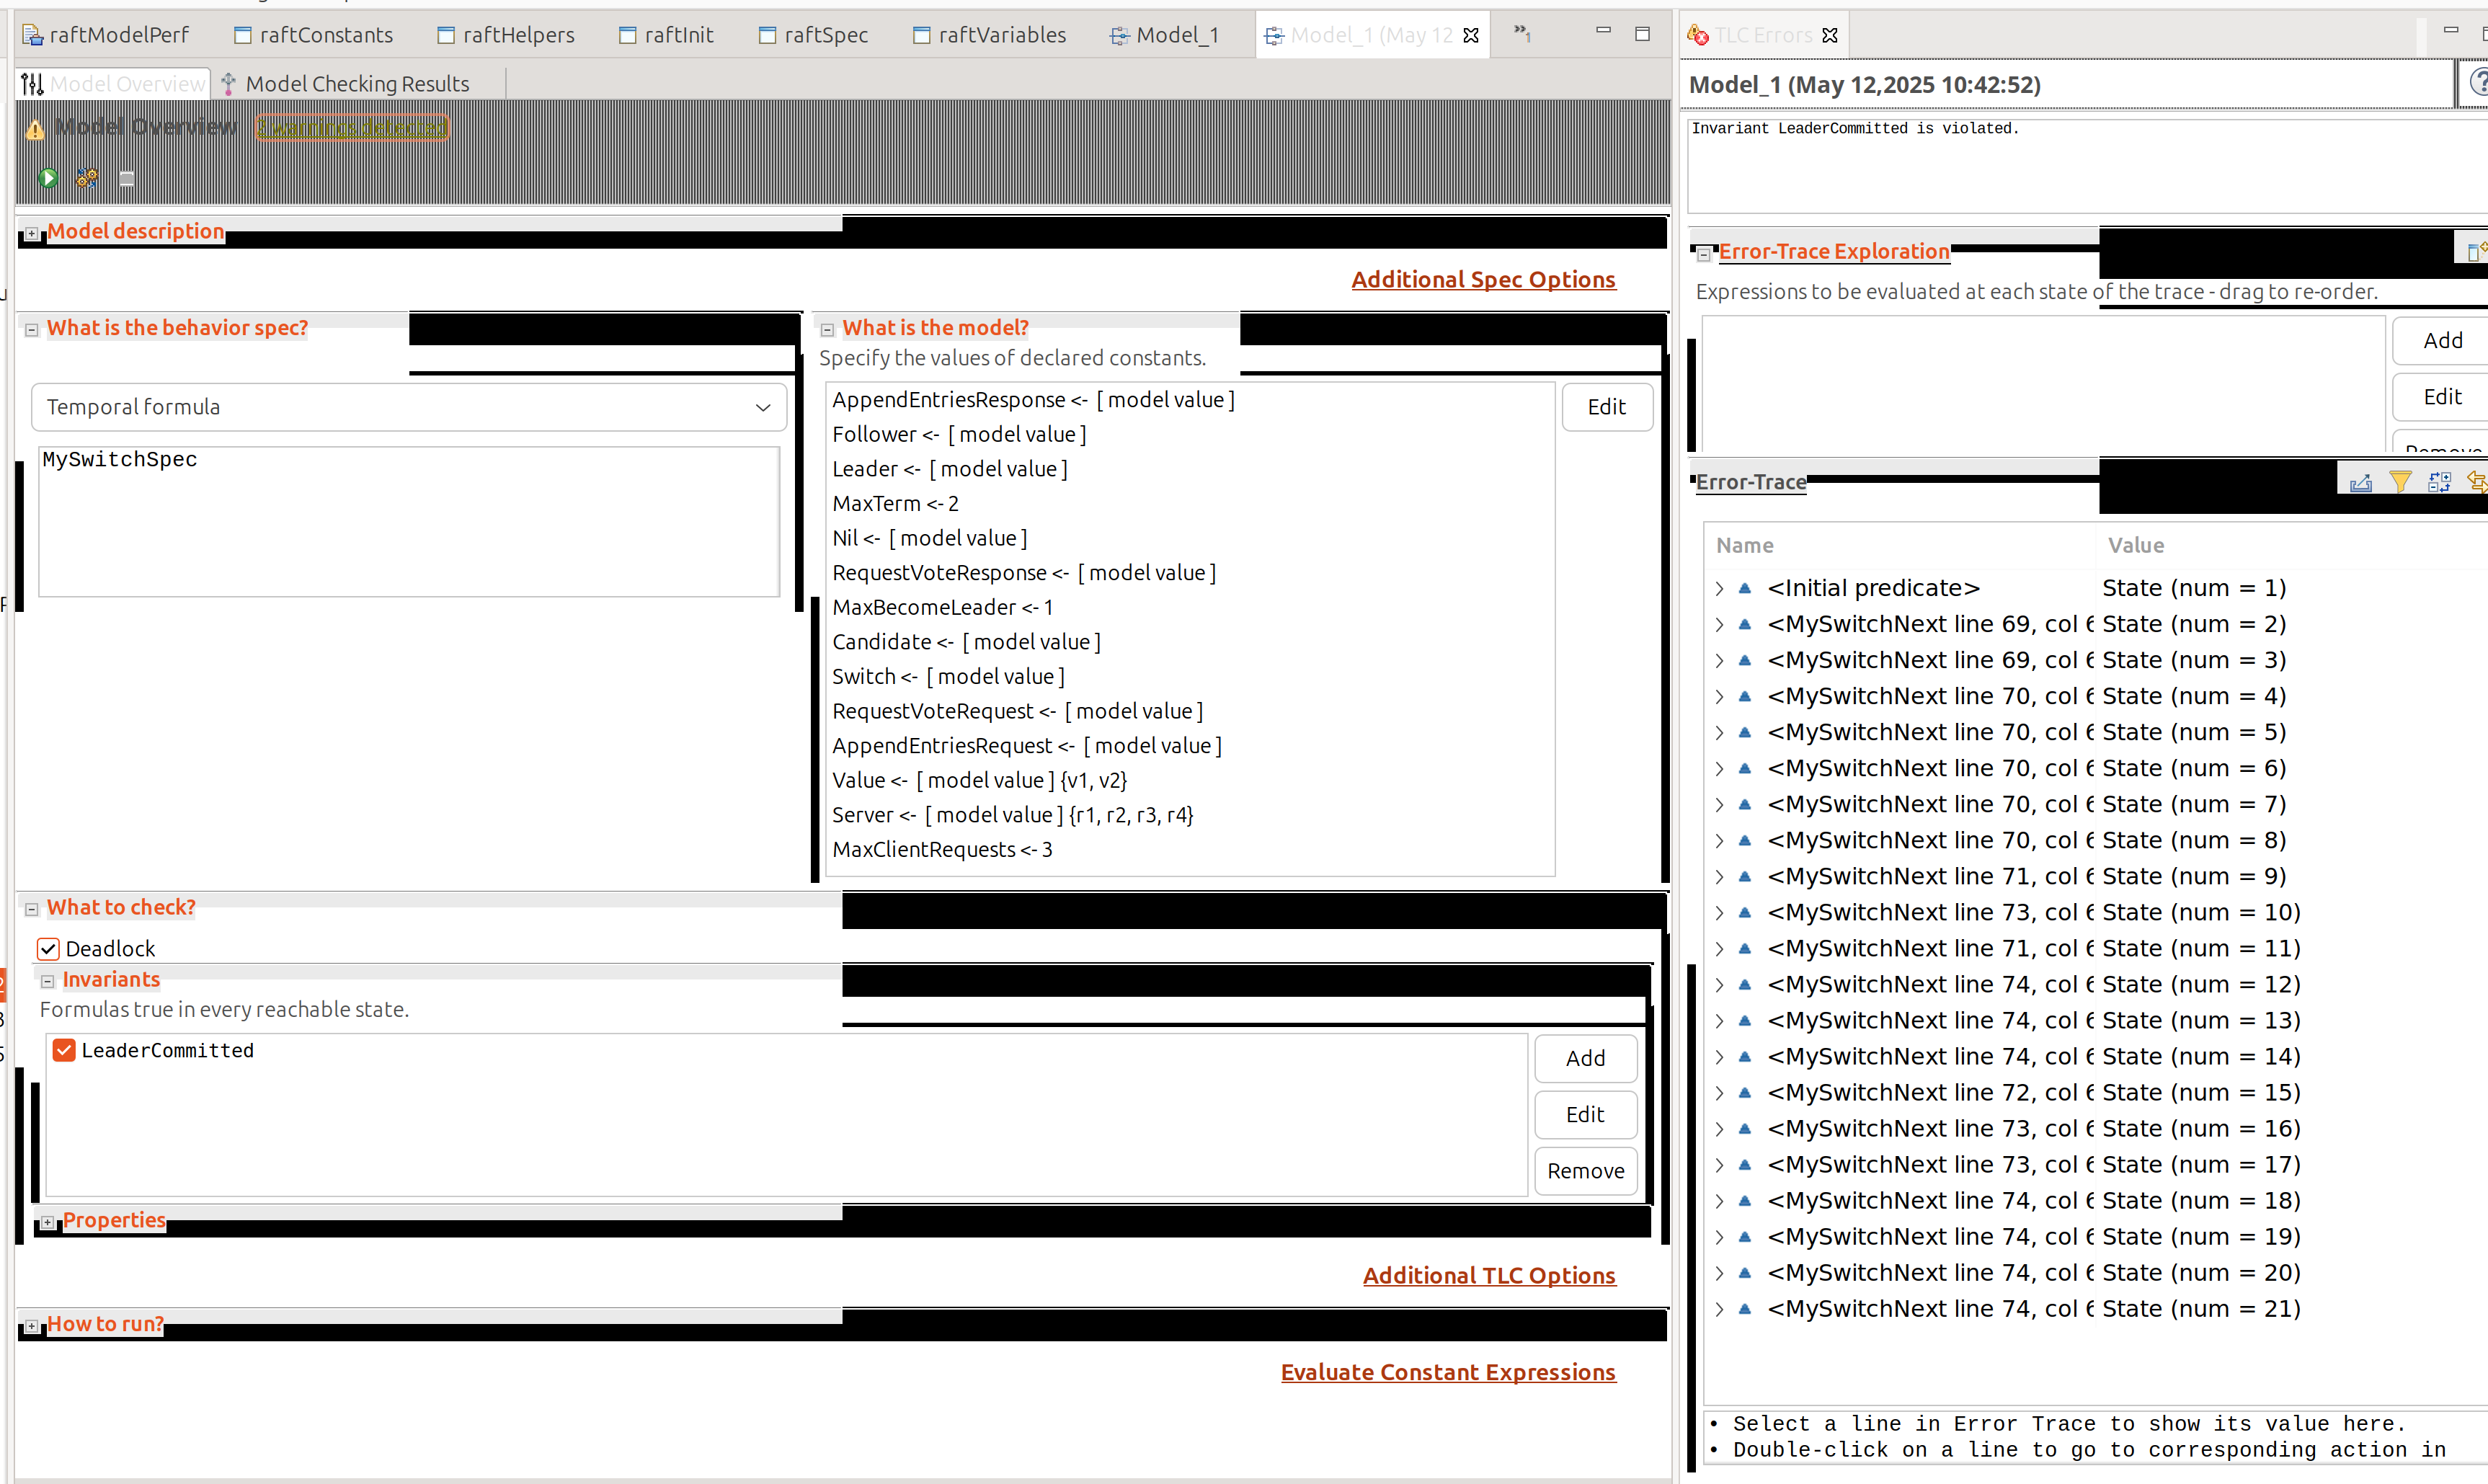 raftModelPerf raftConstants raftHelpers raftInit raftSpec raftVariables Model_1 Model_1 (May 12 »1
Model Overview Model Checking Results
Model Overview warnings detected
Model description
Additional Spec Options
What is the behavior spec?
Temporal formula
MySwitchSpec
What is the model?
Specify the values of declared constants.
AppendEntriesResponse <- [ model value ]
Follower <- [ model value ]
Leader <- [ model value ]
MaxTerm <- 2
Nil <- [ model value ]
RequestVoteResponse <- [ model value ]
MaxBecomeLeader <- 1
Candidate <- [ model value ]
Switch <- [ model value ]
RequestVoteRequest <- [ model value ]
AppendEntriesRequest <- [ model value ]
Value <- [ model value ] {v1, v2}
Server <- [ model value ] {r1, r2, r3, r4}
MaxClientRequests <- 3
Edit
What to check?
Deadlock
Invariants
Formulas true in every reachable state.
LeaderCommitted
Add
Edit
Remove
Properties
Additional TLC Options
How to run?
Evaluate Constant Expressions
TLC Errors
Model_1 (May 12,2025 10:42:52)
Invariant LeaderCommitted is violated.
Error-Trace Exploration
Expressions to be evaluated at each state of the trace - drag to re-order.
Add
Edit
Remove
Error-Trace
Name Value
<Initial predicate> State (num = 1)
<MySwitchNext line 69, col 6 State (num = 2)
<MySwitchNext line 69, col 6 State (num = 3)
<MySwitchNext line 70, col 6 State (num = 4)
<MySwitchNext line 70, col 6 State (num = 5)
<MySwitchNext line 70, col 6 State (num = 6)
<MySwitchNext line 70, col 6 State (num = 7)
<MySwitchNext line 70, col 6 State (num = 8)
<MySwitchNext line 71, col 6 State (num = 9)
<MySwitchNext line 73, col 6 State (num = 10)
<MySwitchNext line 71, col 6 State (num = 11)
<MySwitchNext line 74, col 6 State (num = 12)
<MySwitchNext line 74, col 6 State (num = 13)
<MySwitchNext line 74, col 6 State (num = 14)
<MySwitchNext line 72, col 6 State (num = 15)
<MySwitchNext line 73, col 6 State (num = 16)
<MySwitchNext line 73, col 6 State (num = 17)
<MySwitchNext line 74, col 6 State (num = 18)
<MySwitchNext line 74, col 6 State (num = 19)
<MySwitchNext line 74, col 6 State (num = 20)
<MySwitchNext line 74, col 6 State (num = 21)
• Select a line in Error Trace to show its value here.
• Double-click on a line to go to corresponding action in